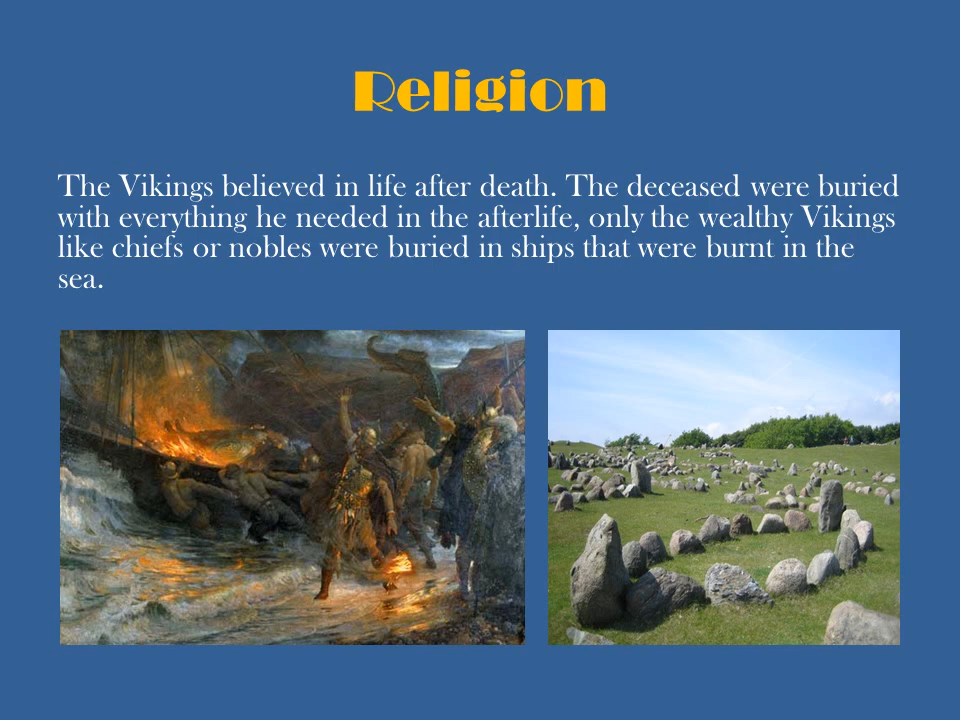 Religion
The Vikings believed in life after death. The deceased were buried
with everything he needed in the afterlife, only the wealthy Vikings
like chiefs or nobles were buried in ships that were burnt in the
sea.